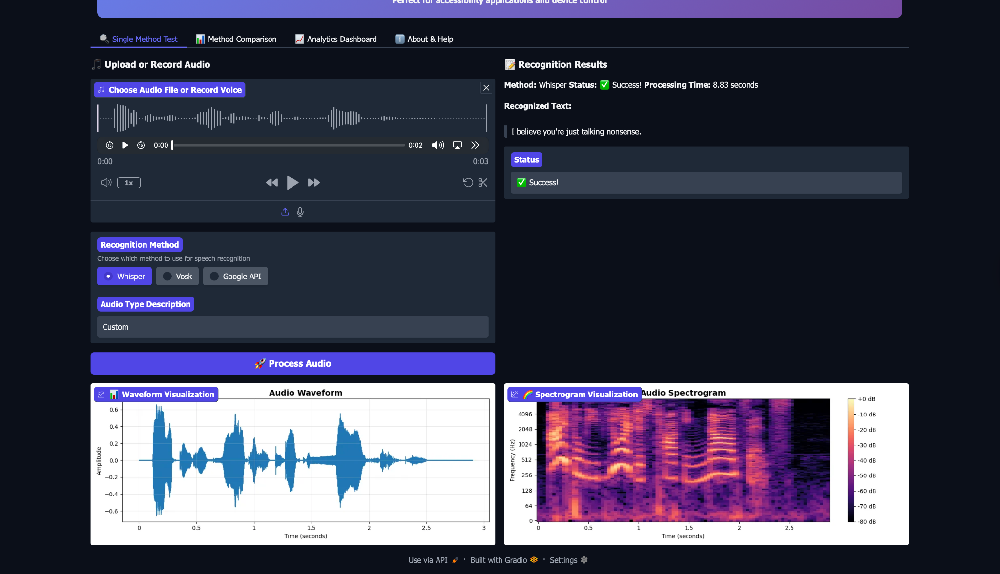 Perfect for accessibility applications and device control
Single Method Test
Method Comparison
Analytics Dashboard
About & Help
Upload or Record Audio
Choose Audio File or Record Voice
15
15
0:00
0:02
0:00
0:03
1x
Recognition Method
Choose which method to use for speech recognition
Whisper
Vosk
Google API
Audio Type Description
Custom
Process Audio
Recognition Results
Method: Whisper Status: ✅ Success! Processing Time: 8.83 seconds
Recognized Text:
I believe you're just talking nonsense.
Status
✅ Success!
Waveform Visualization
Audio Waveform
Amplitude
0.6
0.4
0.2
0.0
−0.2
−0.4
−0.6
0 0.5 1 1.5 2 2.5 3
Time (seconds)
Spectrogram Visualization
Audio Spectrogram
Frequency (Hz)
4096
2048
1024
512
256
128
64
0
0 0.5 1 1.5 2 2.5
Time (seconds)
+0 dB
-10 dB
-20 dB
-30 dB
-40 dB
-50 dB
-60 dB
-70 dB
-80 dB
Use via API · Built with Gradio · Settings